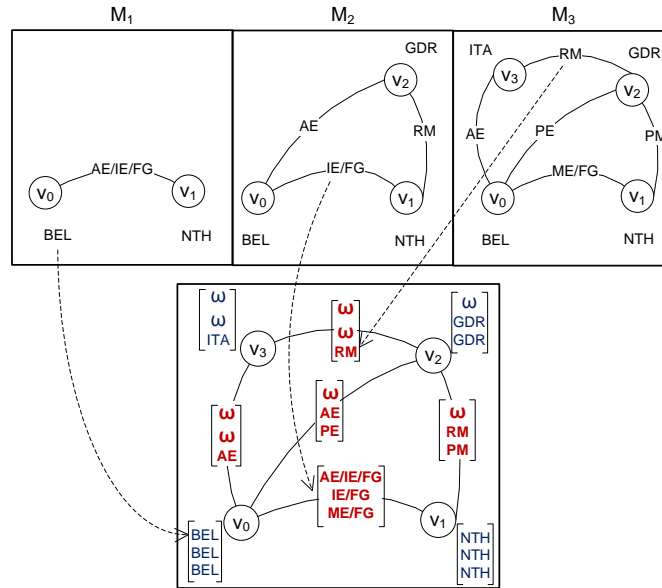 M₁ M₂ M₃
GDR
ITA RM GDR
v₃
v₂ v₂
AE RM AE PE PM
AE/IE/FG IE/FG ME/FG
v₀ v₁ v₀ v₁ v₀ v₁
BEL NTH BEL NTH BEL NTH
ω ω ω
ω ω GDR
ITA RM GDR
v₃ v₂
ω ω ω
ω AE RM
AE PE PM
AE/IE/FG
IE/FG
ME/FG
v₀ v₁
BEL NTH
BEL NTH
BEL NTH